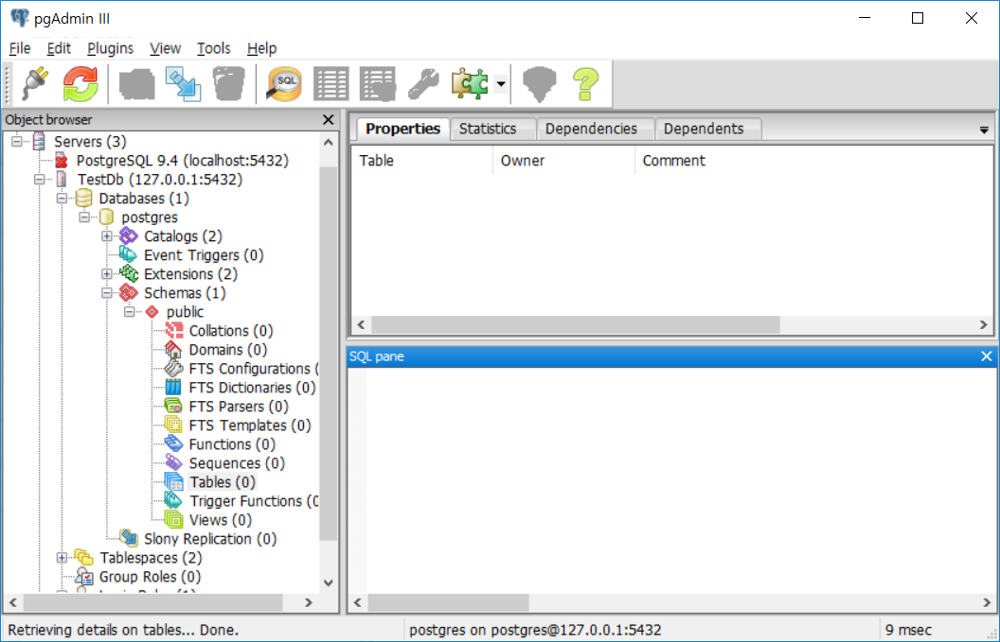 pgAdmin III
File Edit Plugins View Tools Help
SQL
Object browser
Servers (3)
PostgreSQL 9.4 (localhost:5432)
TestDb (127.0.0.1:5432)
Databases (1)
postgres
Catalogs (2)
Event Triggers (0)
Extensions (2)
Schemas (1)
public
Collations (0)
Domains (0)
FTS Configurations (
FTS Dictionaries (0)
FTS Parsers (0)
FTS Templates (0)
Functions (0)
Sequences (0)
Tables (0)
Trigger Functions (0
Views (0)
Slony Replication (0)
Tablespaces (2)
Group Roles (0)
Properties Statistics Dependencies Dependents
Table Owner Comment
SQL pane
Retrieving details on tables... Done. postgres on postgres@127.0.0.1:5432 9 msec